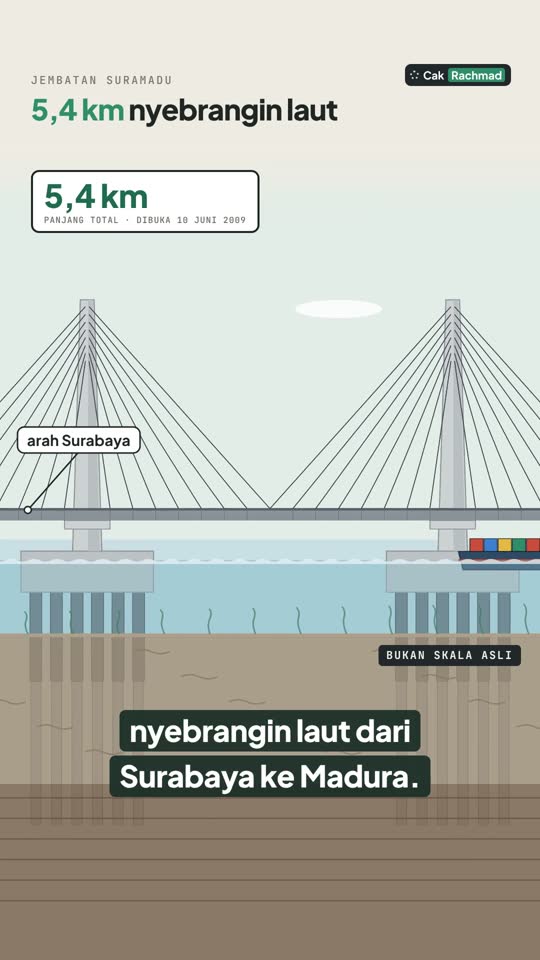 JEMBATAN SURAMADU
Cak Rachmad
5,4 km nyebrangin laut
5,4 km
PANJANG TOTAL · DIBUKA 10 JUNI 2009
arah Surabaya
BUKAN SKALA ASLI
nyebrangin laut dari
Surabaya ke Madura.